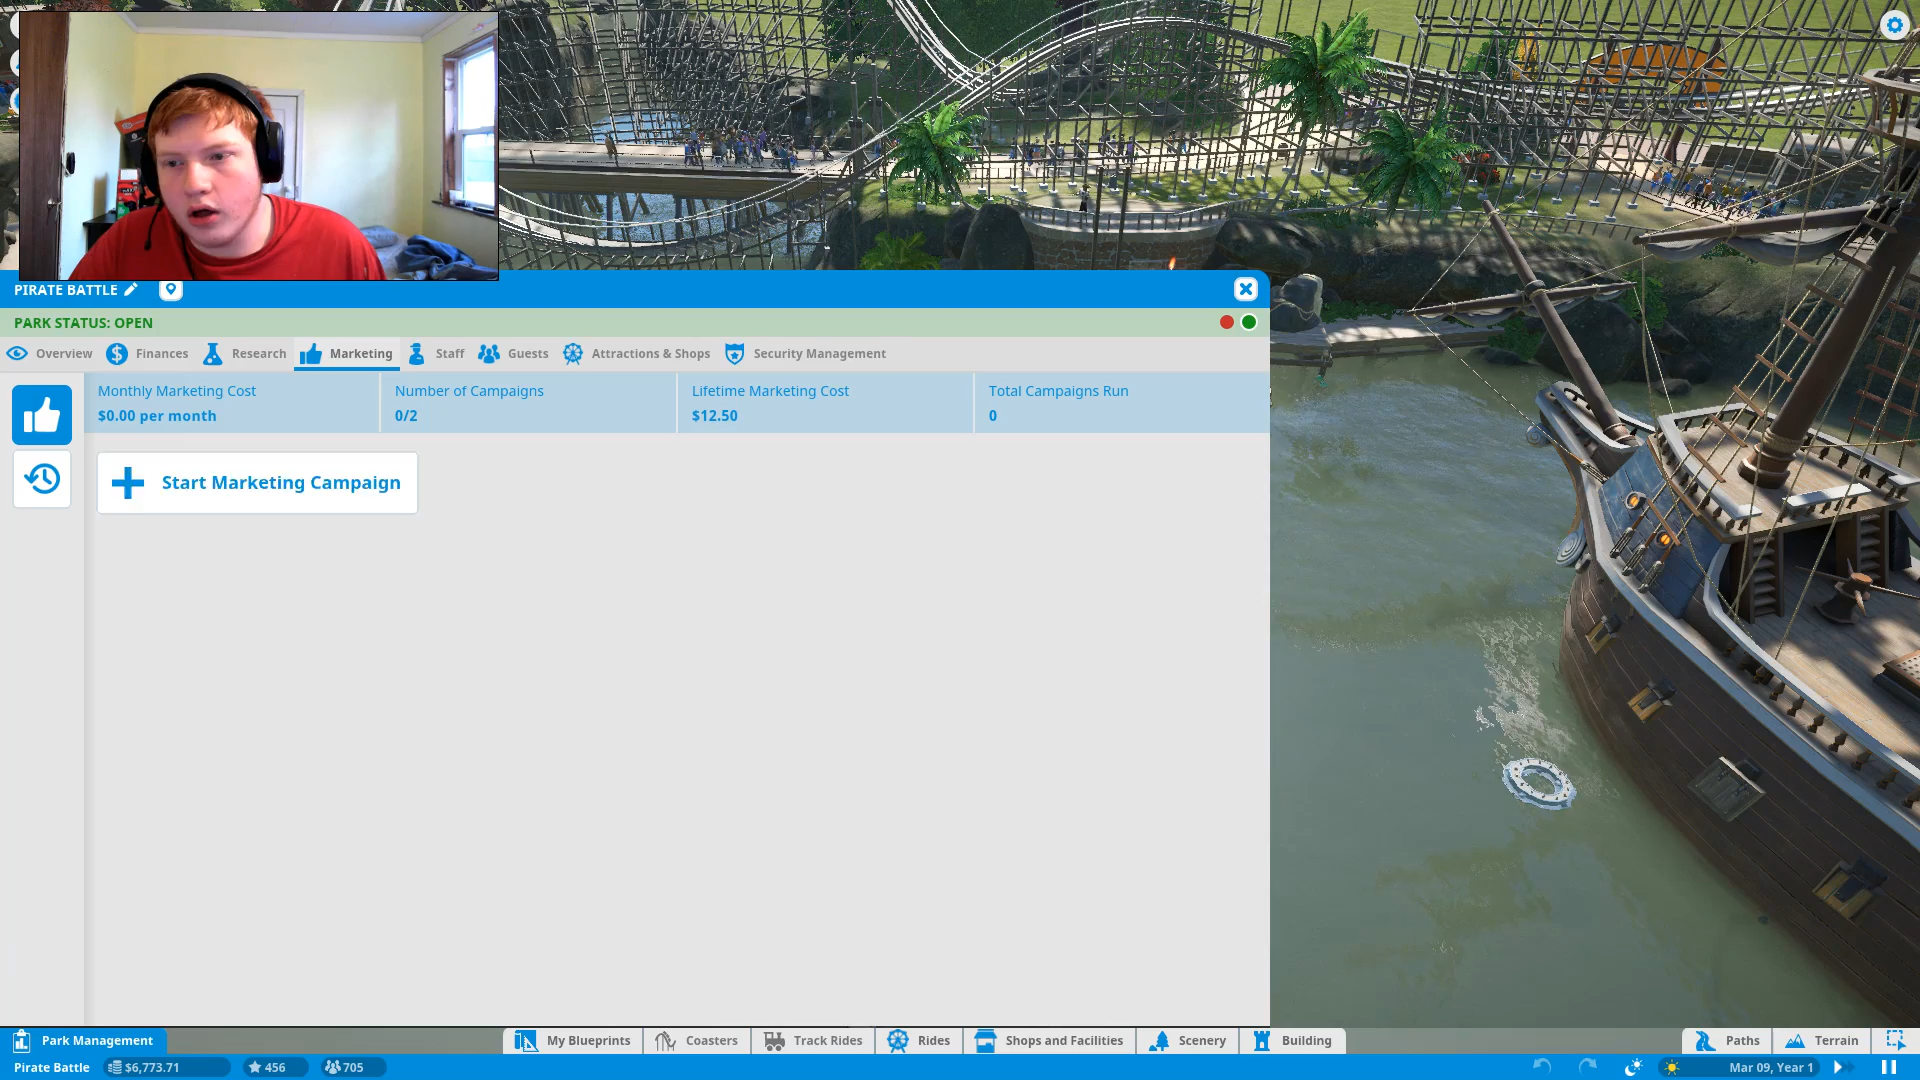 PIRATE BATTLE
PARK STATUS: OPEN
Overview Finances Research Marketing Staff Guests Attractions & Shops Security Management
Monthly Marketing Cost Number of Campaigns Lifetime Marketing Cost Total Campaigns Run
$0.00 per month 0/2 $12.50 0
Start Marketing Campaign
Park Management My Blueprints Coasters Track Rides Rides Shops and Facilities Scenery Building Paths Terrain
Pirate Battle $6,773.71 456 705 Mar 09, Year 1